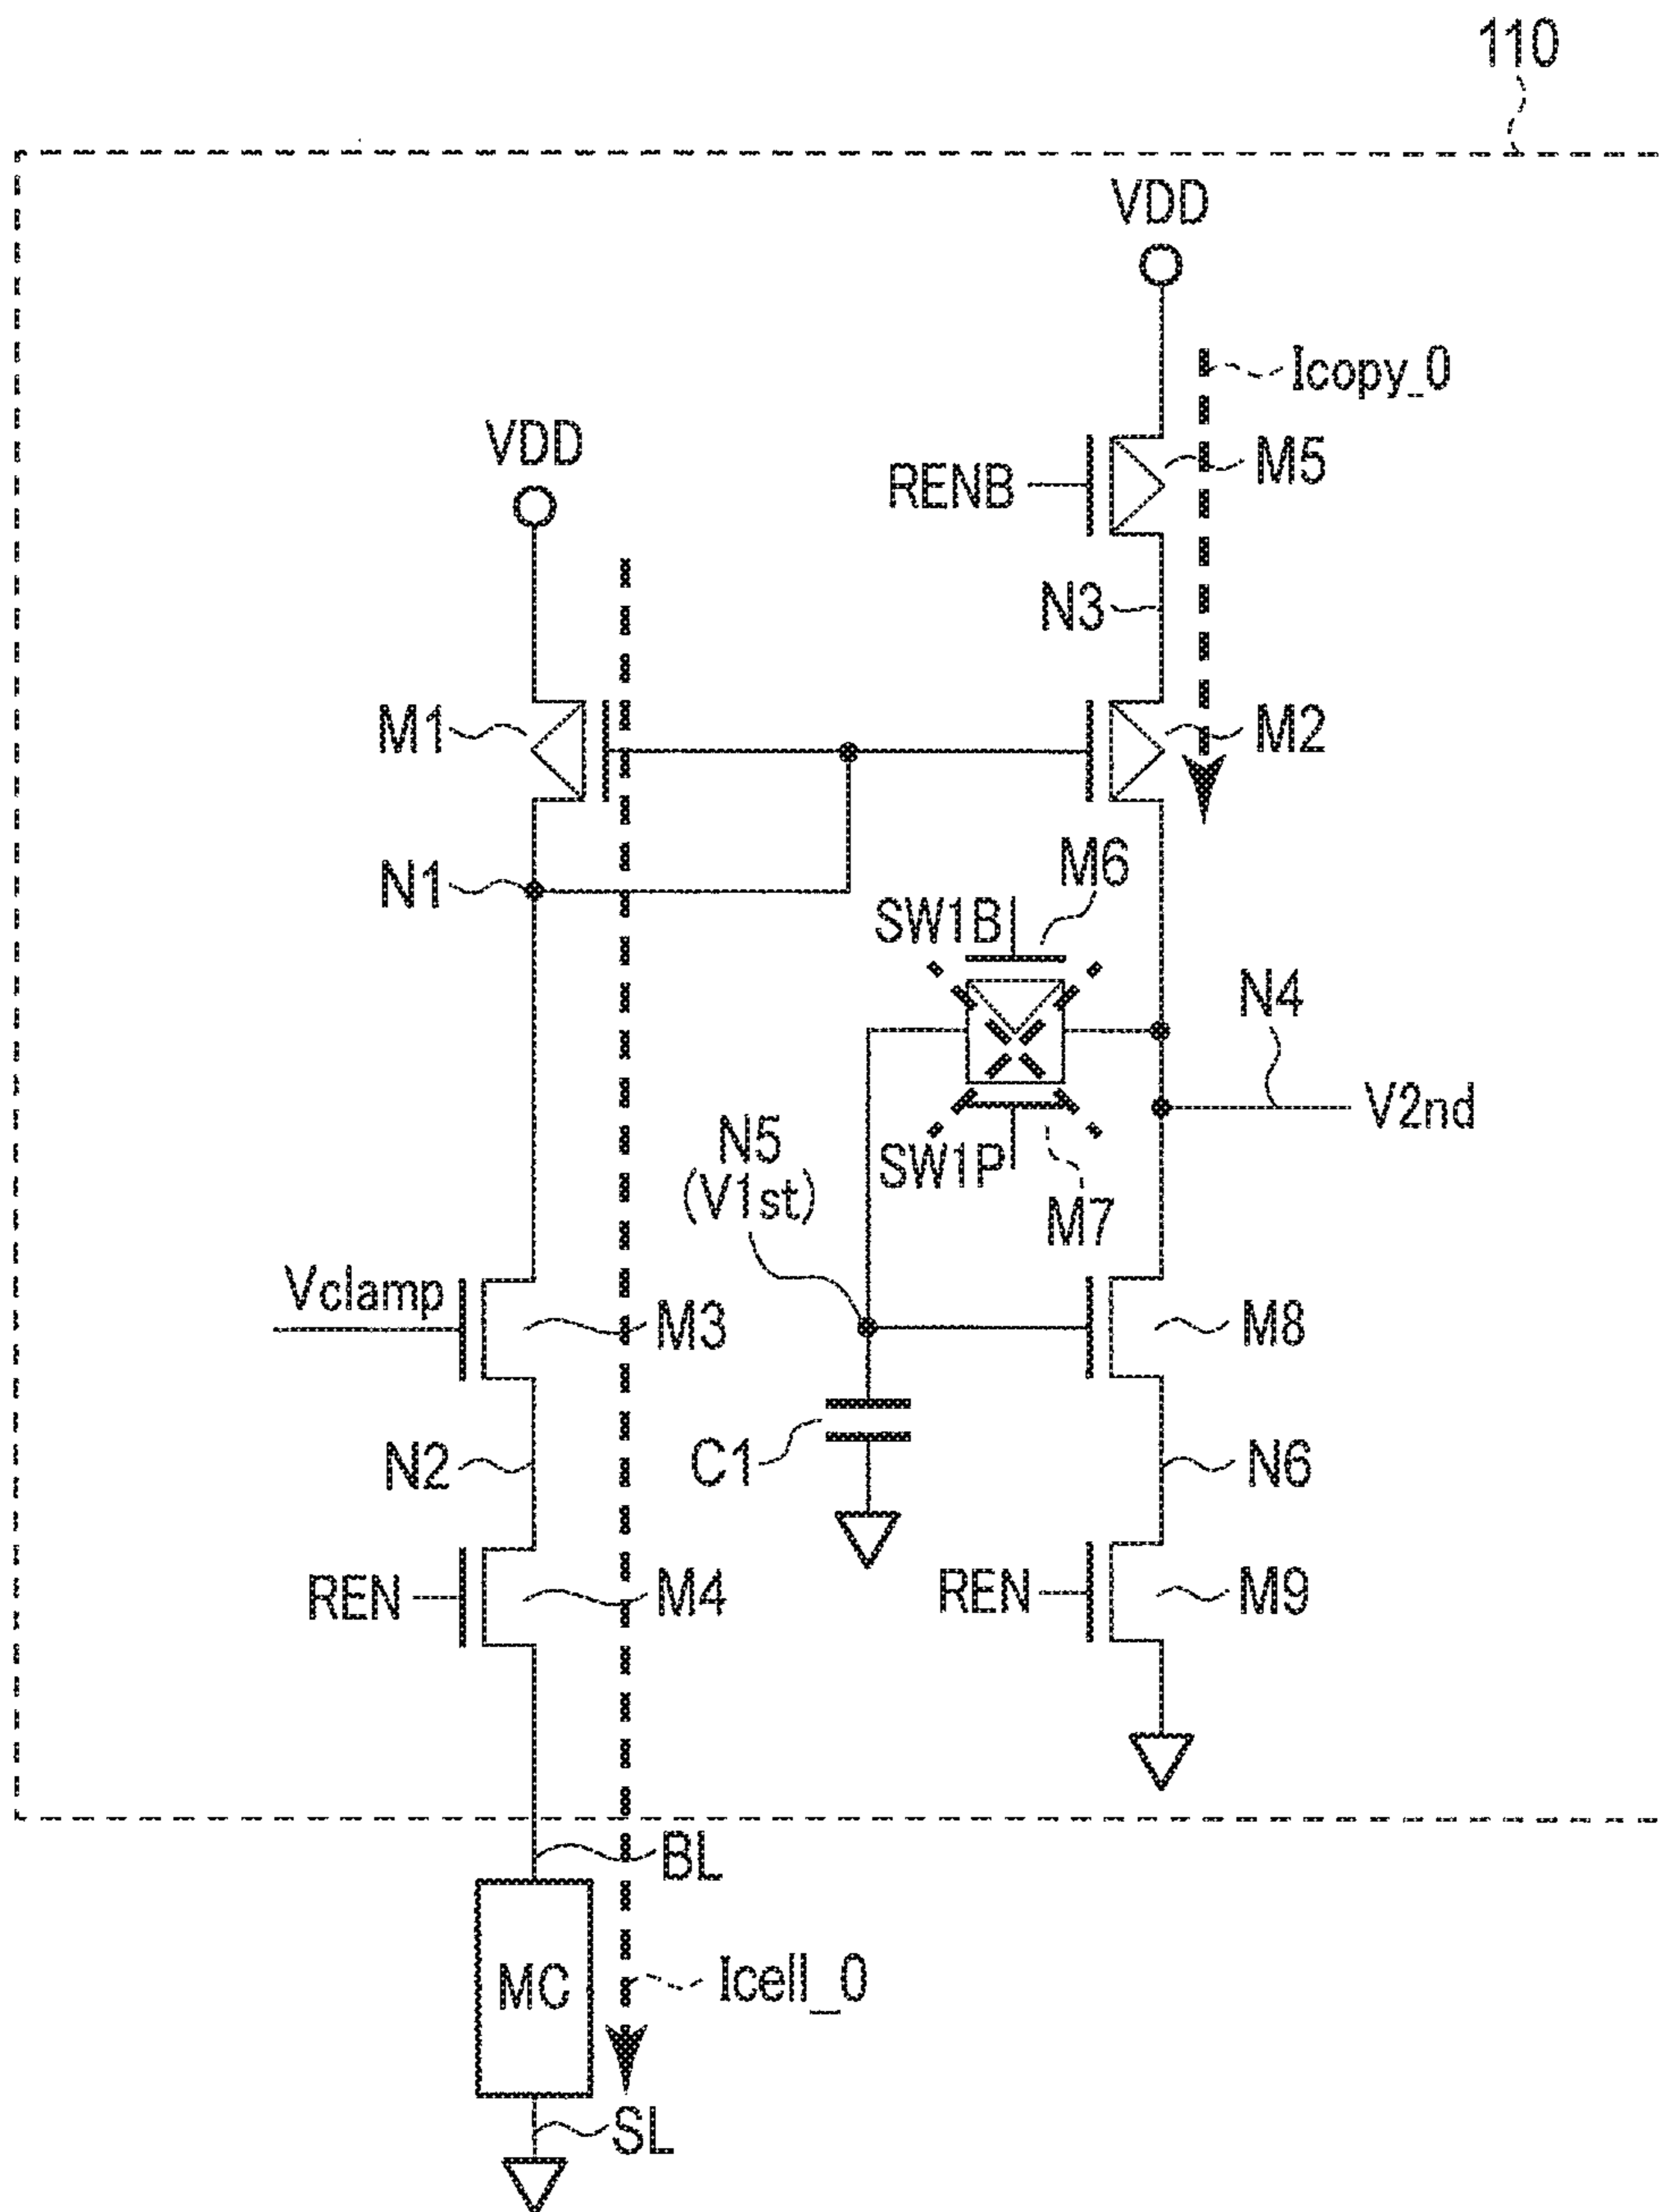 110
VDD
Icopy_0
VDD
M5
RENB
N3
M1
M2
M6
N1
SW1B
N4
V2nd
N5
(V1st)
SW1P
M7
Vclamp
M3
M8
C1
N2
N6
REN
M4
REN
M9
BL
MC
Icell_0
SL